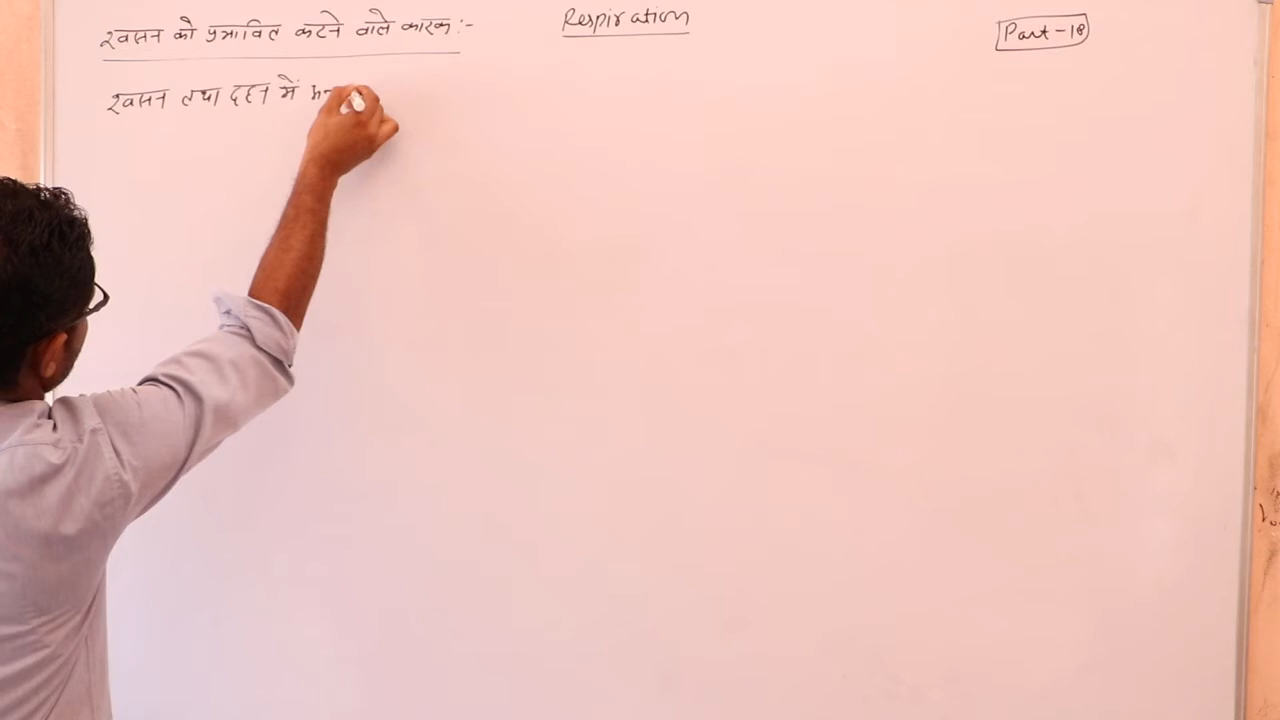 श्वसन को प्रभावित करने वाले कारक :-
Respiration
Part-18
श्वसन तथा दहन में